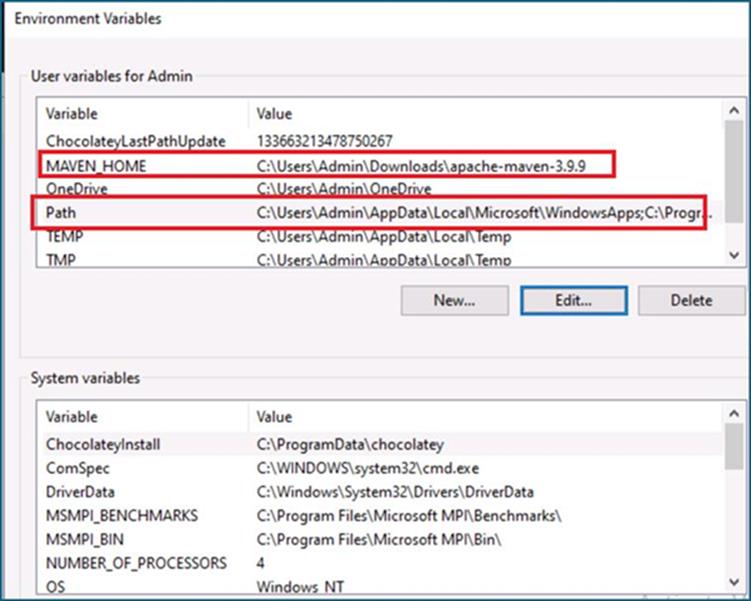 Environment Variables
User variables for Admin
Variable Value
ChocolateyLastPathUpdate 133663213478750267
MAVEN_HOME C:\Users\Admin\Downloads\apache-maven-3.9.9
OneDrive C:\Users\Admin\OneDrive
Path C:\Users\Admin\AppData\Local\Microsoft\WindowsApps;C:\Progr...
TEMP C:\Users\Admin\AppData\Local\Temp
TMP C:\Users\Admin\AppData\Local\Temp
New... Edit... Delete
System variables
Variable Value
ChocolateyInstall C:\ProgramData\chocolatey
ComSpec C:\WINDOWS\system32\cmd.exe
DriverData C:\Windows\System32\Drivers\DriverData
MSMPI_BENCHMARKS C:\Program Files\Microsoft MPI\Benchmarks\
MSMPI_BIN C:\Program Files\Microsoft MPI\Bin\
NUMBER_OF_PROCESSORS 4
OS Windows_NT